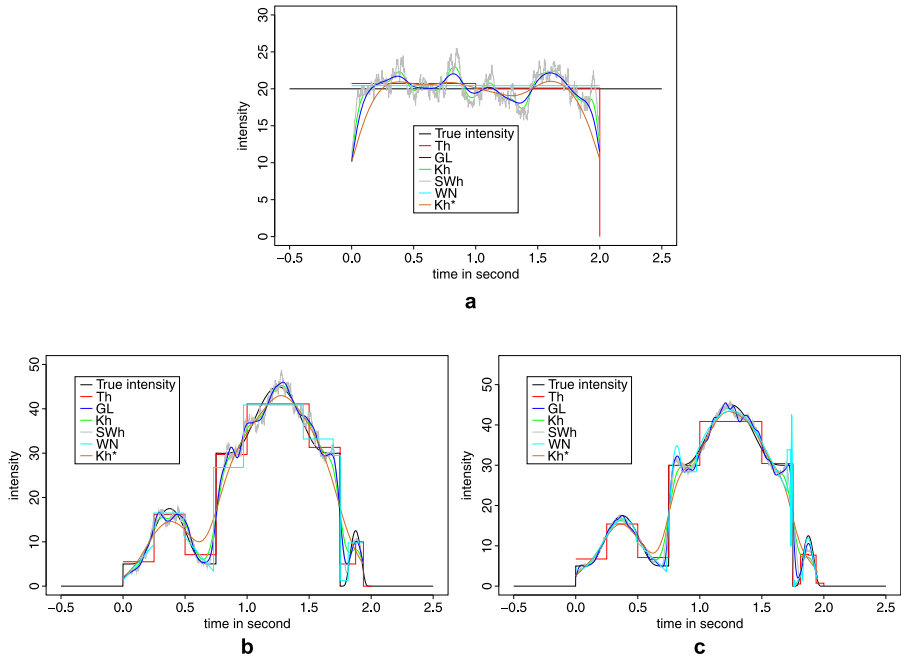 30
25
20
15
10
5
0
intensity
True intensity
Th
GL
Kh
SWh
WN
Kh*
−0.5 0.0 0.5 1.0 1.5 2.0 2.5
time in second
a
50
40
30
20
10
0
intensity
True intensity
Th
GL
Kh
SWh
WN
Kh*
−0.5 0.0 0.5 1.0 1.5 2.0 2.5
time in second
b
50
40
30
20
10
0
intensity
True intensity
Th
GL
Kh
SWh
WN
Kh*
−0.5 0.0 0.5 1.0 1.5 2.0 2.5
time in second
c